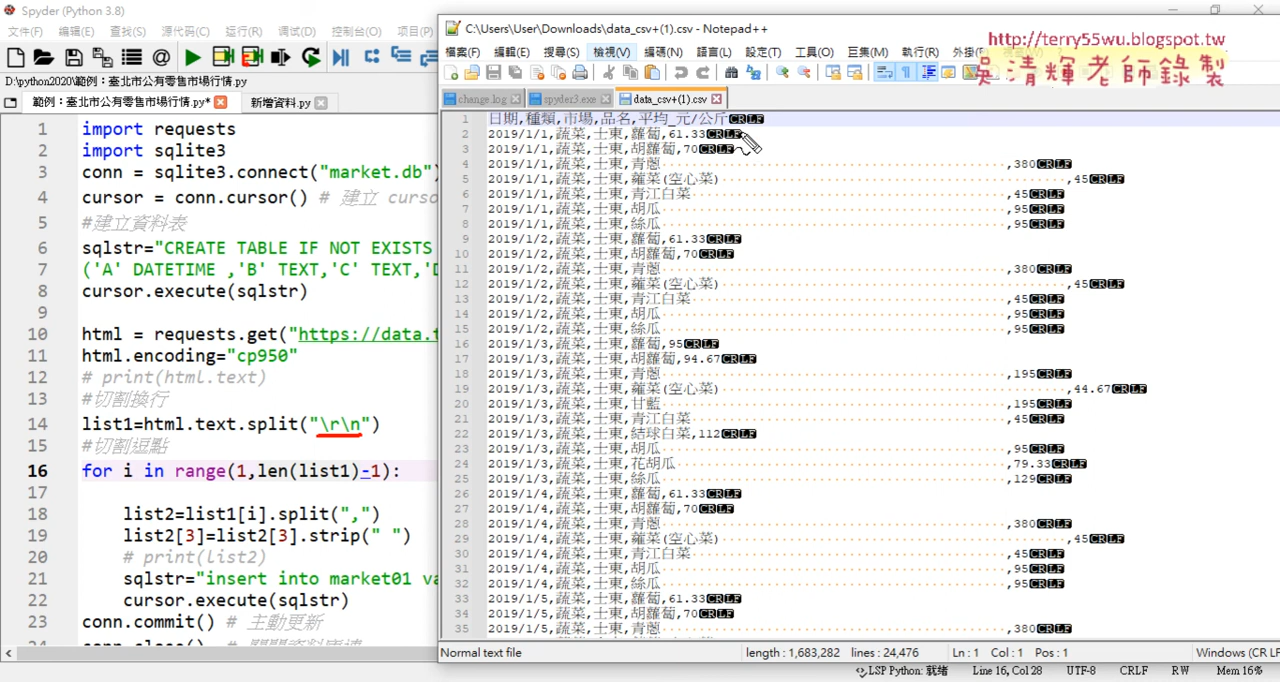 Spyder (Python 3.8)
文件(F) 编辑(E) 查找(S) 源代码(C) 运行(R) 调试(D) 控制台(O) 项目(P)
D:\python2020\範例：臺北市公有零售市場行情.py
範例：臺北市公有零售市場行情.py* 新增資料.py
1 import requests
2 import sqlite3
3 conn = sqlite3.connect("market.db")
4 cursor = conn.cursor() # 建立 curso
5 #建立資料表
6 sqlstr="CREATE TABLE IF NOT EXISTS
7 ('A' DATETIME ,'B' TEXT,'C' TEXT,'D
8 cursor.execute(sqlstr)
9
10 html = requests.get("https://data.t
11 html.encoding="cp950"
12 # print(html.text)
13 #切割換行
14 list1=html.text.split("\r\n")
15 #切割逗點
16 for i in range(1,len(list1)-1):
17
18 list2=list1[i].split(",")
19 list2[3]=list2[3].strip(" ")
20 # print(list2)
21 sqlstr="insert into market01 va
22 cursor.execute(sqlstr)
23 conn.commit() # 主動更新
C:\Users\User\Downloads\data_csv+(1).csv - Notepad++
檔案(F) 編輯(E) 搜尋(S) 檢視(V) 編碼(N) 語言(L) 設定(T) 工具(O) 巨集(M) 執行(R) 外掛
http://terry55wu.blogspot.tw
吳清輝老師錄製
change.log spyder3.exe data_csv+(1).csv
1 日期,種類,市場,品名,平均_元/公斤CRLF
2 2019/1/1,蔬菜,士東,蘿蔔,61.33CRLF
3 2019/1/1,蔬菜,士東,胡蘿蔔,70CRLF
4 2019/1/1,蔬菜,士東,青蔥,380CRLF
5 2019/1/1,蔬菜,士東,蕹菜(空心菜),45CRLF
6 2019/1/1,蔬菜,士東,青江白菜,45CRLF
7 2019/1/1,蔬菜,士東,胡瓜,95CRLF
8 2019/1/1,蔬菜,士東,絲瓜,95CRLF
9 2019/1/2,蔬菜,士東,蘿蔔,61.33CRLF
10 2019/1/2,蔬菜,士東,胡蘿蔔,70CRLF
11 2019/1/2,蔬菜,士東,青蔥,380CRLF
12 2019/1/2,蔬菜,士東,蕹菜(空心菜),45CRLF
13 2019/1/2,蔬菜,士東,青江白菜,45CRLF
14 2019/1/2,蔬菜,士東,胡瓜,95CRLF
15 2019/1/2,蔬菜,士東,絲瓜,95CRLF
16 2019/1/3,蔬菜,士東,蘿蔔,95CRLF
17 2019/1/3,蔬菜,士東,胡蘿蔔,94.67CRLF
18 2019/1/3,蔬菜,士東,青蔥,195CRLF
19 2019/1/3,蔬菜,士東,蕹菜(空心菜),44.67CRLF
20 2019/1/3,蔬菜,士東,甘藍,195CRLF
21 2019/1/3,蔬菜,士東,青江白菜,45CRLF
22 2019/1/3,蔬菜,士東,結球白菜,112CRLF
23 2019/1/3,蔬菜,士東,胡瓜,95CRLF
24 2019/1/3,蔬菜,士東,花胡瓜,79.33CRLF
25 2019/1/3,蔬菜,士東,絲瓜,129CRLF
26 2019/1/4,蔬菜,士東,蘿蔔,61.33CRLF
27 2019/1/4,蔬菜,士東,胡蘿蔔,70CRLF
28 2019/1/4,蔬菜,士東,青蔥,380CRLF
29 2019/1/4,蔬菜,士東,蕹菜(空心菜),45CRLF
30 2019/1/4,蔬菜,士東,青江白菜,45CRLF
31 2019/1/4,蔬菜,士東,胡瓜,95CRLF
32 2019/1/4,蔬菜,士東,絲瓜,95CRLF
33 2019/1/5,蔬菜,士東,蘿蔔,61.33CRLF
34 2019/1/5,蔬菜,士東,胡蘿蔔,70CRLF
35 2019/1/5,蔬菜,士東,青蔥,380CRLF
Normal text file length : 1,683,282 lines : 24,476 Ln : 1 Col : 1 Pos : 1 Windows (CR LF
LSP Python: 就绪 Line 16, Col 28 UTF-8 CRLF RW Mem 16%